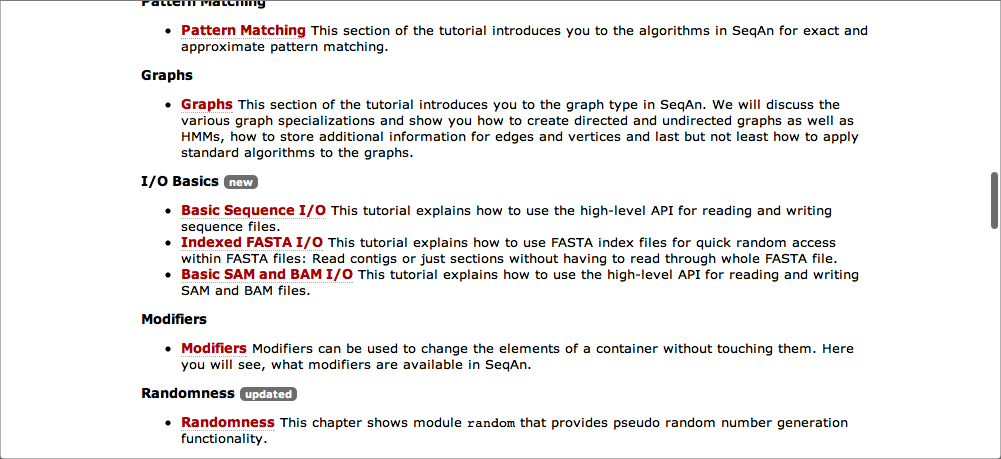 Pattern Matching
Pattern Matching This section of the tutorial introduces you to the algorithms in SeqAn for exact and
approximate pattern matching.
Graphs
Graphs This section of the tutorial introduces you to the graph type in SeqAn. We will discuss the
various graph specializations and show you how to create directed and undirected graphs as well as
HMMs, how to store additional information for edges and vertices and last but not least how to apply
standard algorithms to the graphs.
I/O Basics new
Basic Sequence I/O This tutorial explains how to use the high-level API for reading and writing
sequence files.
Indexed FASTA I/O This tutorial explains how to use FASTA index files for quick random access
within FASTA files: Read contigs or just sections without having to read through whole FASTA file.
Basic SAM and BAM I/O This tutorial explains how to use the high-level API for reading and writing
SAM and BAM files.
Modifiers
Modifiers Modifiers can be used to change the elements of a container without touching them. Here
you will see, what modifiers are available in SeqAn.
Randomness updated
Randomness This chapter shows module random that provides pseudo random number generation
functionality.